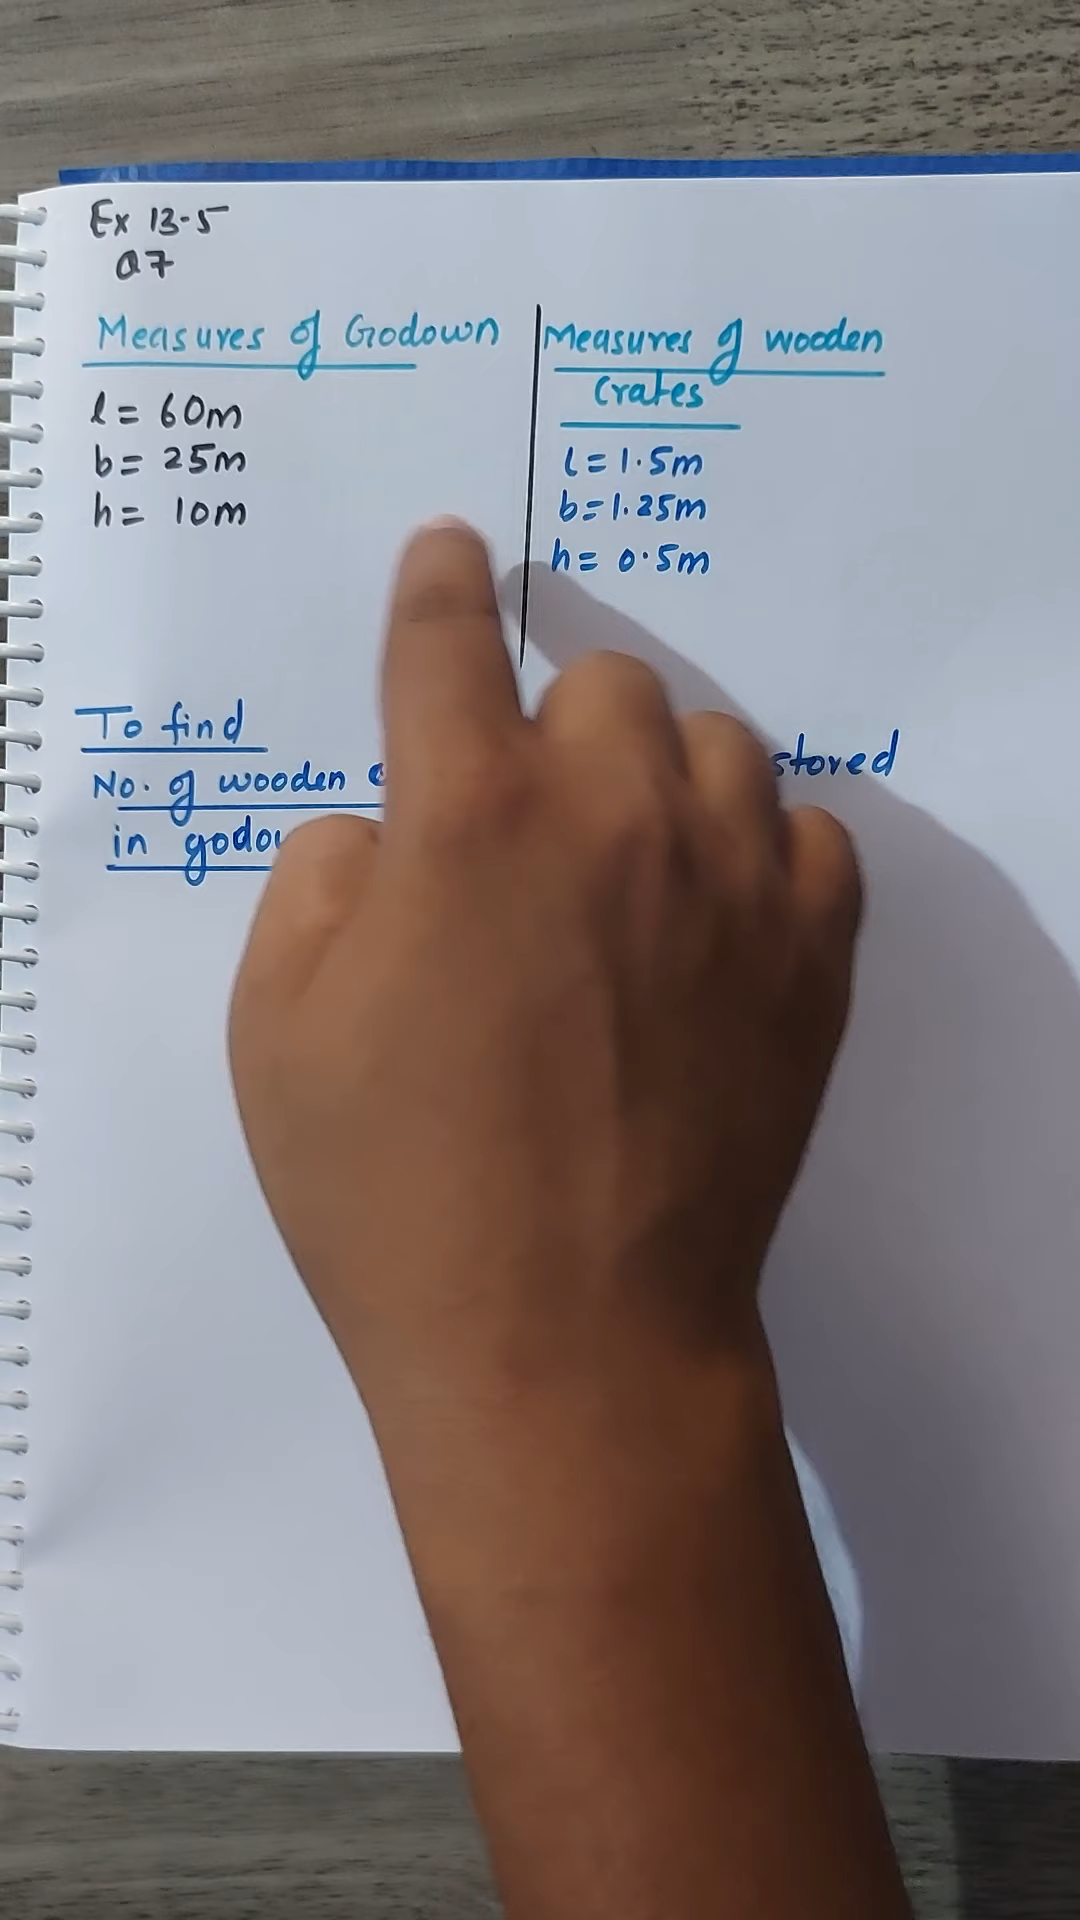 Ex 13.5
Q7
Measures of Godown
l = 60m
b = 25m
h = 10m
Measures of wooden
Crates
l = 1.5m
b = 1.25m
h = 0.5m
To find
No. of wooden stored
in